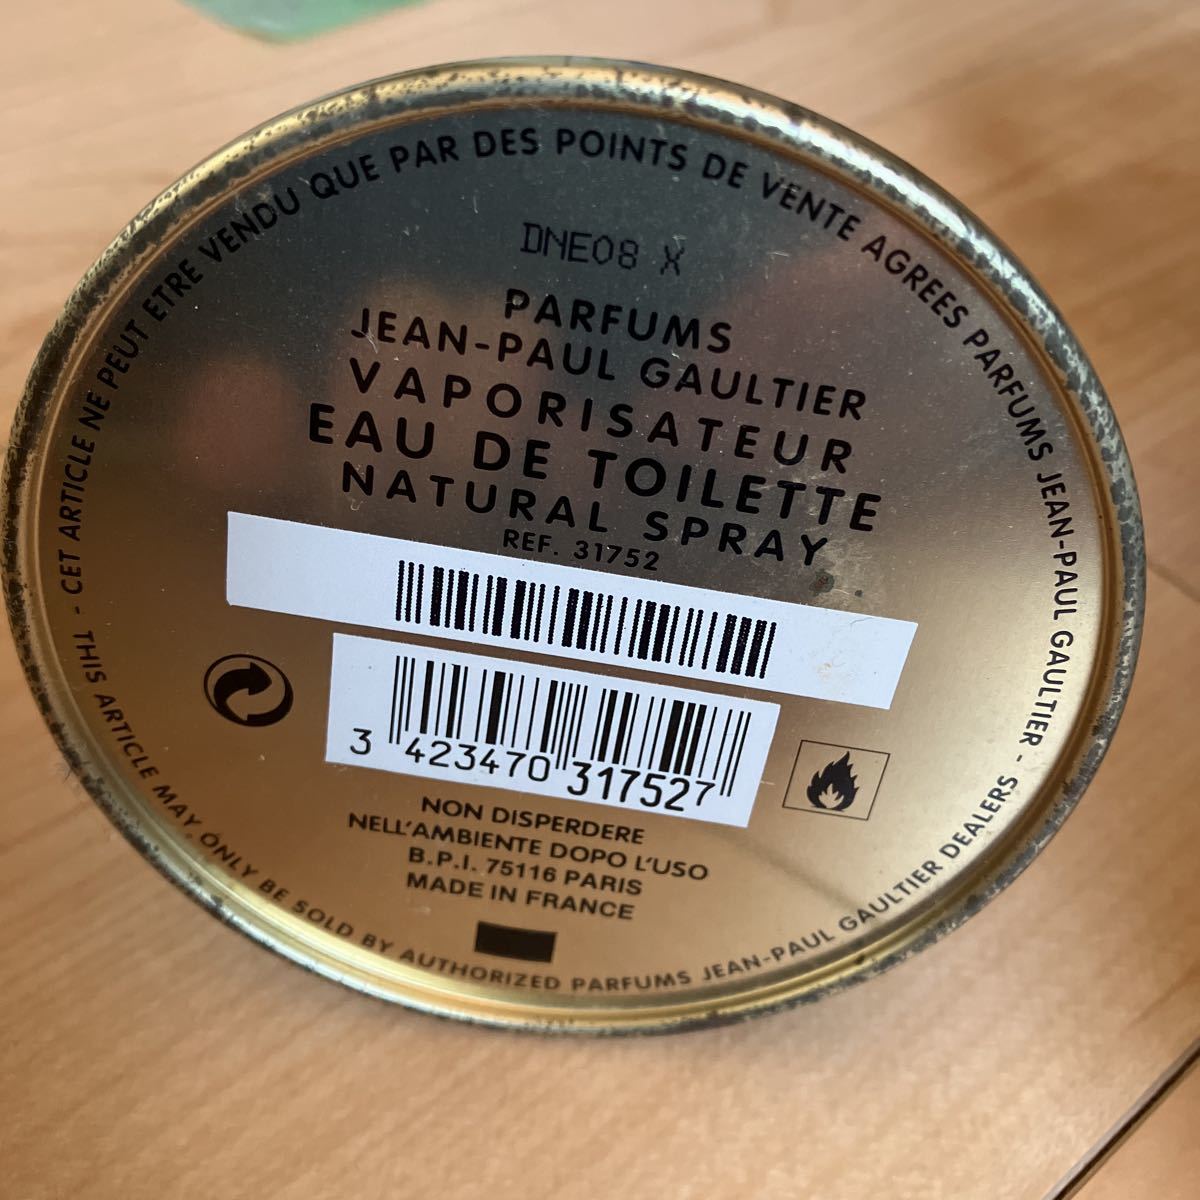 CET ARTICLE NE PEUT ETRE VENDU QUE PAR DES POINTS DE VENTE AGREES PARFUMS JEAN-PAUL GAULTIER -
DNE08 X
PARFUMS
JEAN-PAUL GAULTIER
VAPORISATEUR
EAU DE TOILETTE
NATURAL SPRAY
REF. 31752
3 423470 317527
NON DISPERDERE
NELL'AMBIENTE DOPO L'USO
B.P.I. 75116 PARIS
MADE IN FRANCE
THIS ARTICLE MAY ONLY BE SOLD BY AUTHORIZED PARFUMS JEAN-PAUL GAULTIER DEALERS -